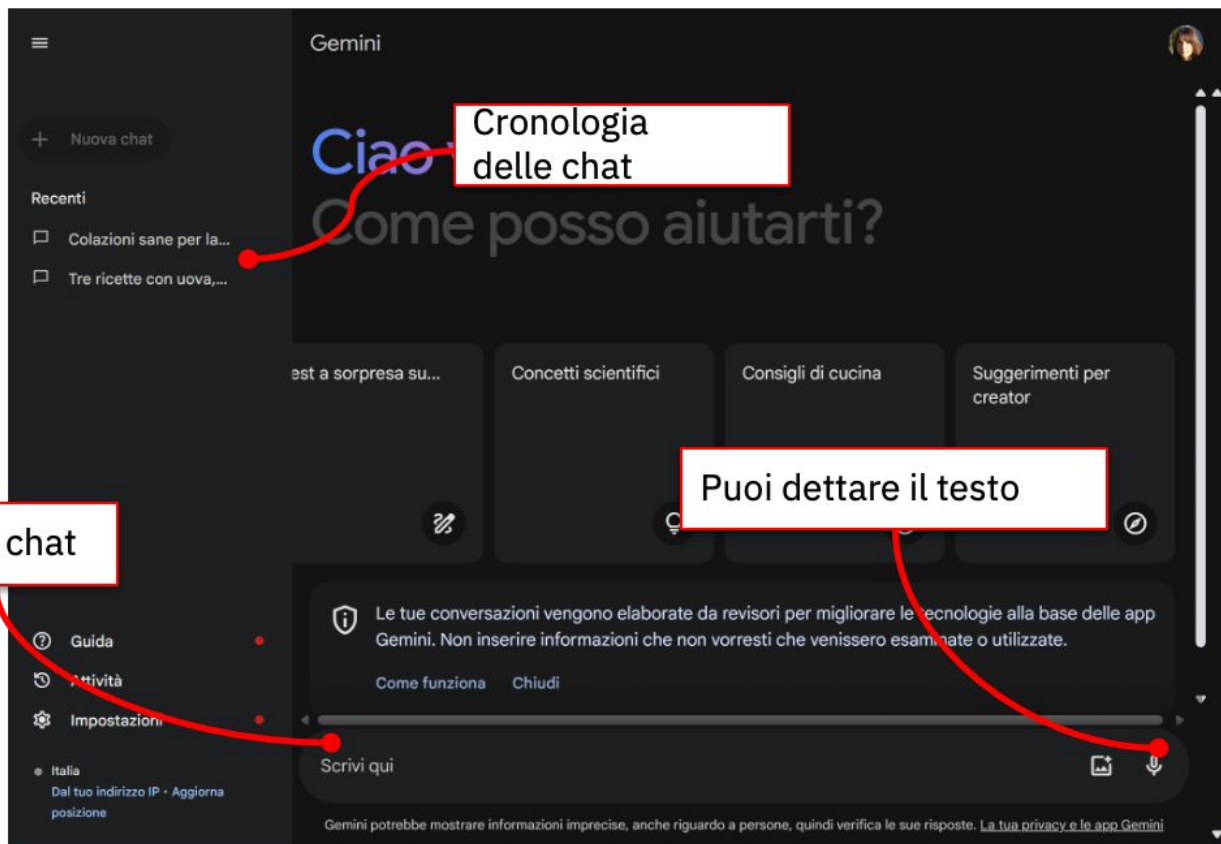 Gemini
Nuova chat
Recenti
Colazioni sane per la...
Tre ricette con uova,...
Ciao
Cronologia
delle chat
Come posso aiutarti?
est a sorpresa su...
Concetti scientifici
Consigli di cucina
Suggerimenti per
creator
Puoi dettare il testo
chat
Le tue conversazioni vengono elaborate da revisori per migliorare le tecnologie alla base delle app
Gemini. Non inserire informazioni che non vorresti che venissero esaminate o utilizzate.
Come funziona Chiudi
Guida
Attività
Impostazioni
Italia
Dal tuo indirizzo IP • Aggiorna
posizione
Scrivi qui
Gemini potrebbe mostrare informazioni imprecise, anche riguardo a persone, quindi verifica le sue risposte. La tua privacy e le app Gemini